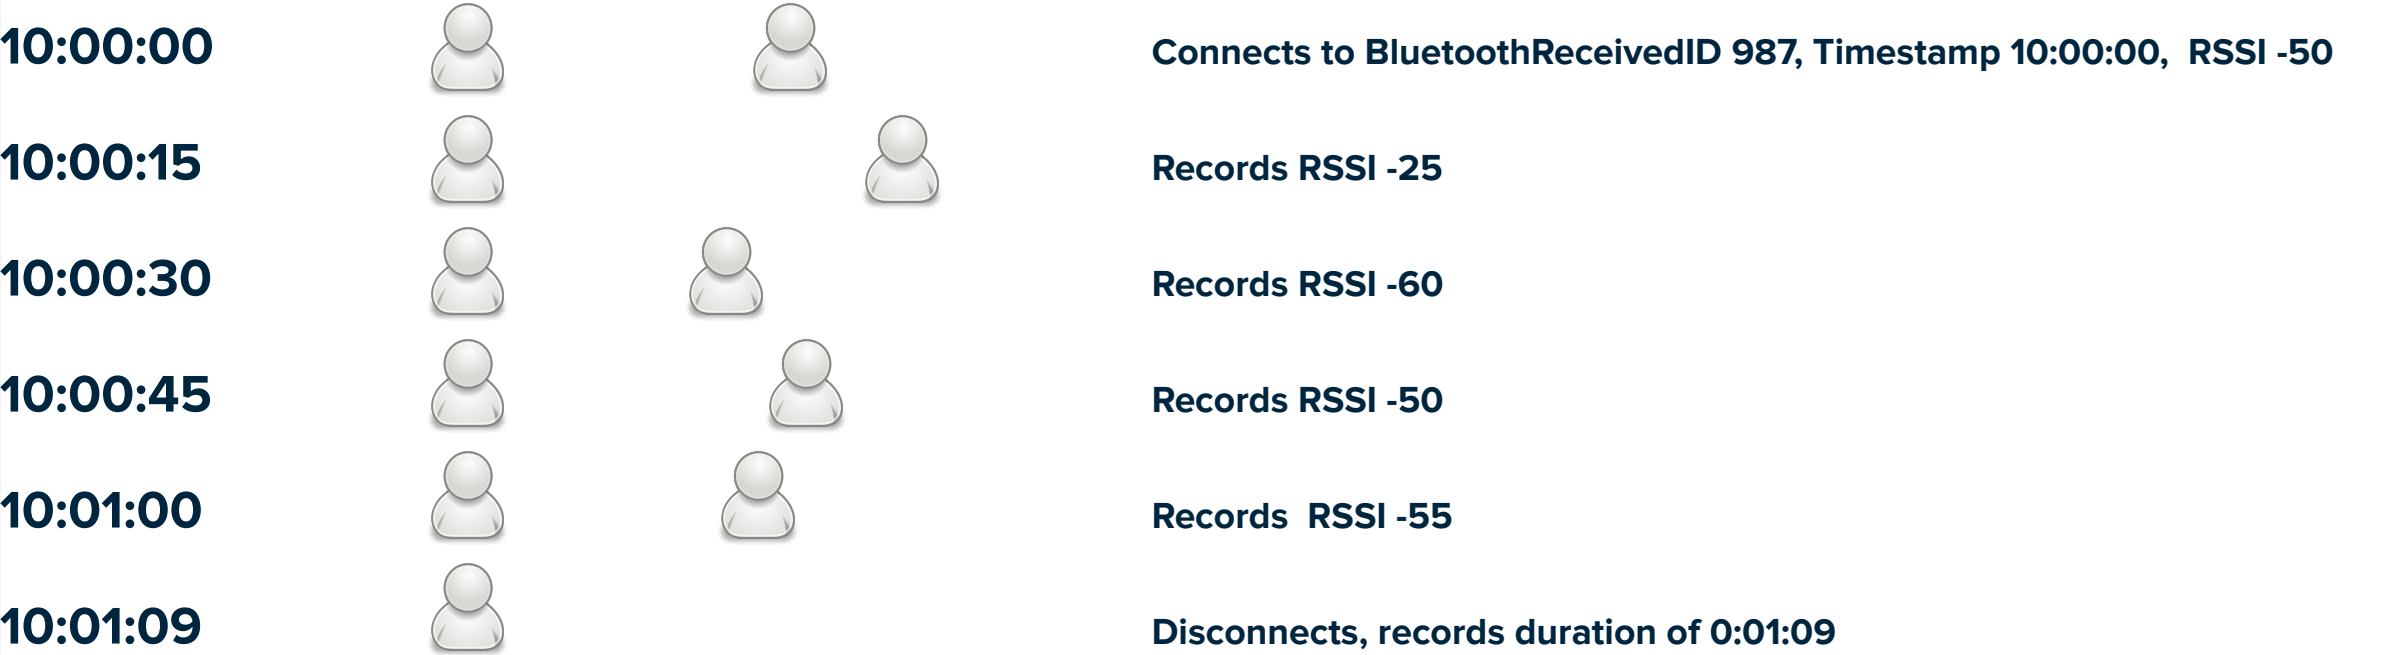 10:00:00 Connects to BluetoothReceivedID 987, Timestamp 10:00:00,  RSSI -50
10:00:15 Records RSSI -25
10:00:30 Records RSSI -60
10:00:45 Records RSSI -50
10:01:00 Records  RSSI -55
10:01:09 Disconnects, records duration of 0:01:09